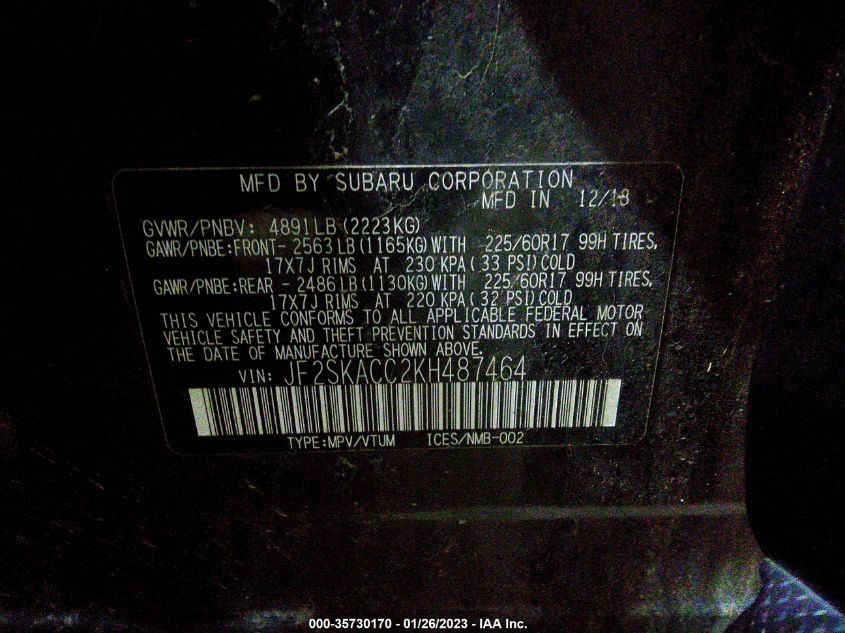 MFD BY SUBARU CORPORATION
MFD IN 12/18
GVWR/PNBV: 4891LB(2223KG)
GAWR/PNBE:FRONT- 2563LB(1165KG)WITH 225/60R17 99H TIRES,
17X7J RIMS AT 230 KPA(33 PSI)COLD
GAWR/PNBE:REAR - 2486LB(1130KG)WITH 225/60R17 99H TIRES,
17X7J RIMS AT 220 KPA(32 PSI)COLD
THIS VEHICLE CONFORMS TO ALL APPLICABLE FEDERAL MOTOR
VEHICLE SAFETY AND THEFT PREVENTION STANDARDS IN EFFECT ON
THE DATE OF MANUFACTURE SHOWN ABOVE.
VIN: JF2SKACC2KH487464
TYPE:MPV/VTUM ICES/NMB-002
000-35730170 - 01/26/2023 - IAA Inc.